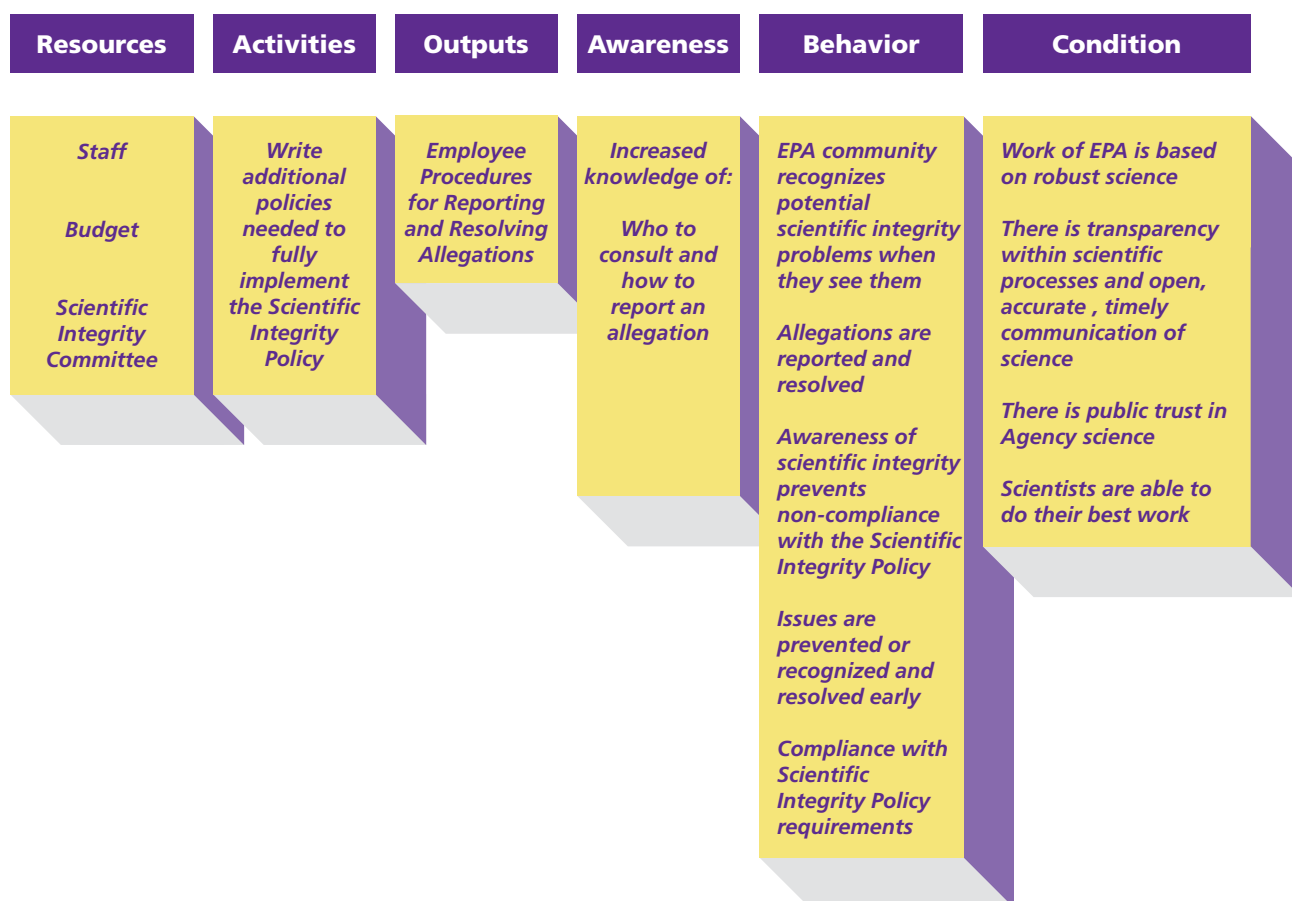 Resources
Activities
Outputs
Awareness
Behavior
Condition
Staff
Budget
Scientific
Integrity
Committee
Write
additional
policies
needed to
fully
implement
the Scientific
Integrity
Policy
Employee
Procedures
for Reporting
and Resolving
Allegations
Increased
knowledge of:
Who to
consult and
how to
report an
allegation
EPA community
recognizes
potential
scientific integrity
problems when
they see them
Allegations are
reported and
resolved
Awareness of
scientific integrity
prevents
non-compliance
with the Scientific
Integrity Policy
Issues are
prevented or
recognized and
resolved early
Compliance with
Scientific
Integrity Policy
requirements
Work of EPA is based
on robust science
There is transparency
within scientific
processes and open,
accurate , timely
communication of
science
There is public trust in
Agency science
Scientists are able to
do their best work